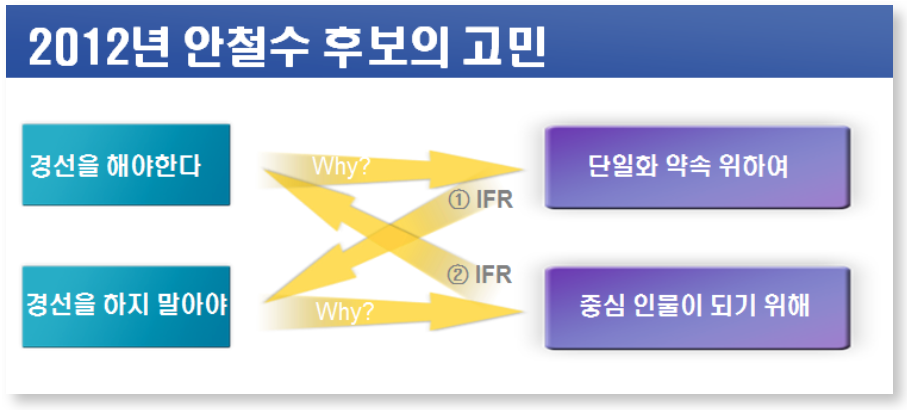 2012년 안철수 후보의 고민
경선을 해야한다
Why?
단일화 약속 위하여
① IFR
② IFR
경선을 하지 말아야
Why?
중심 인물이 되기 위해